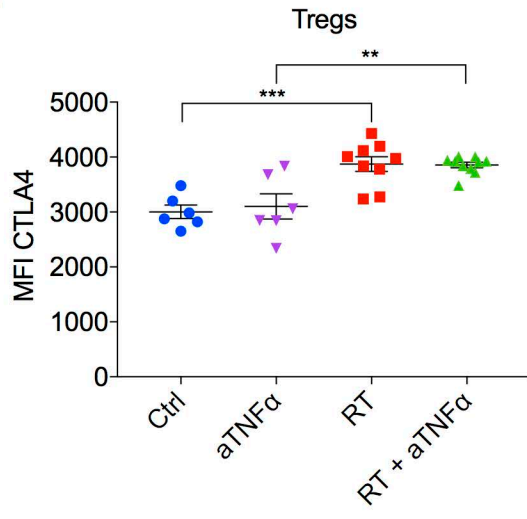 Tregs
**
***
MFI CTLA4
5000
4000
3000
2000
1000
0
Ctrl
aTNFα
RT
RT + aTNFα